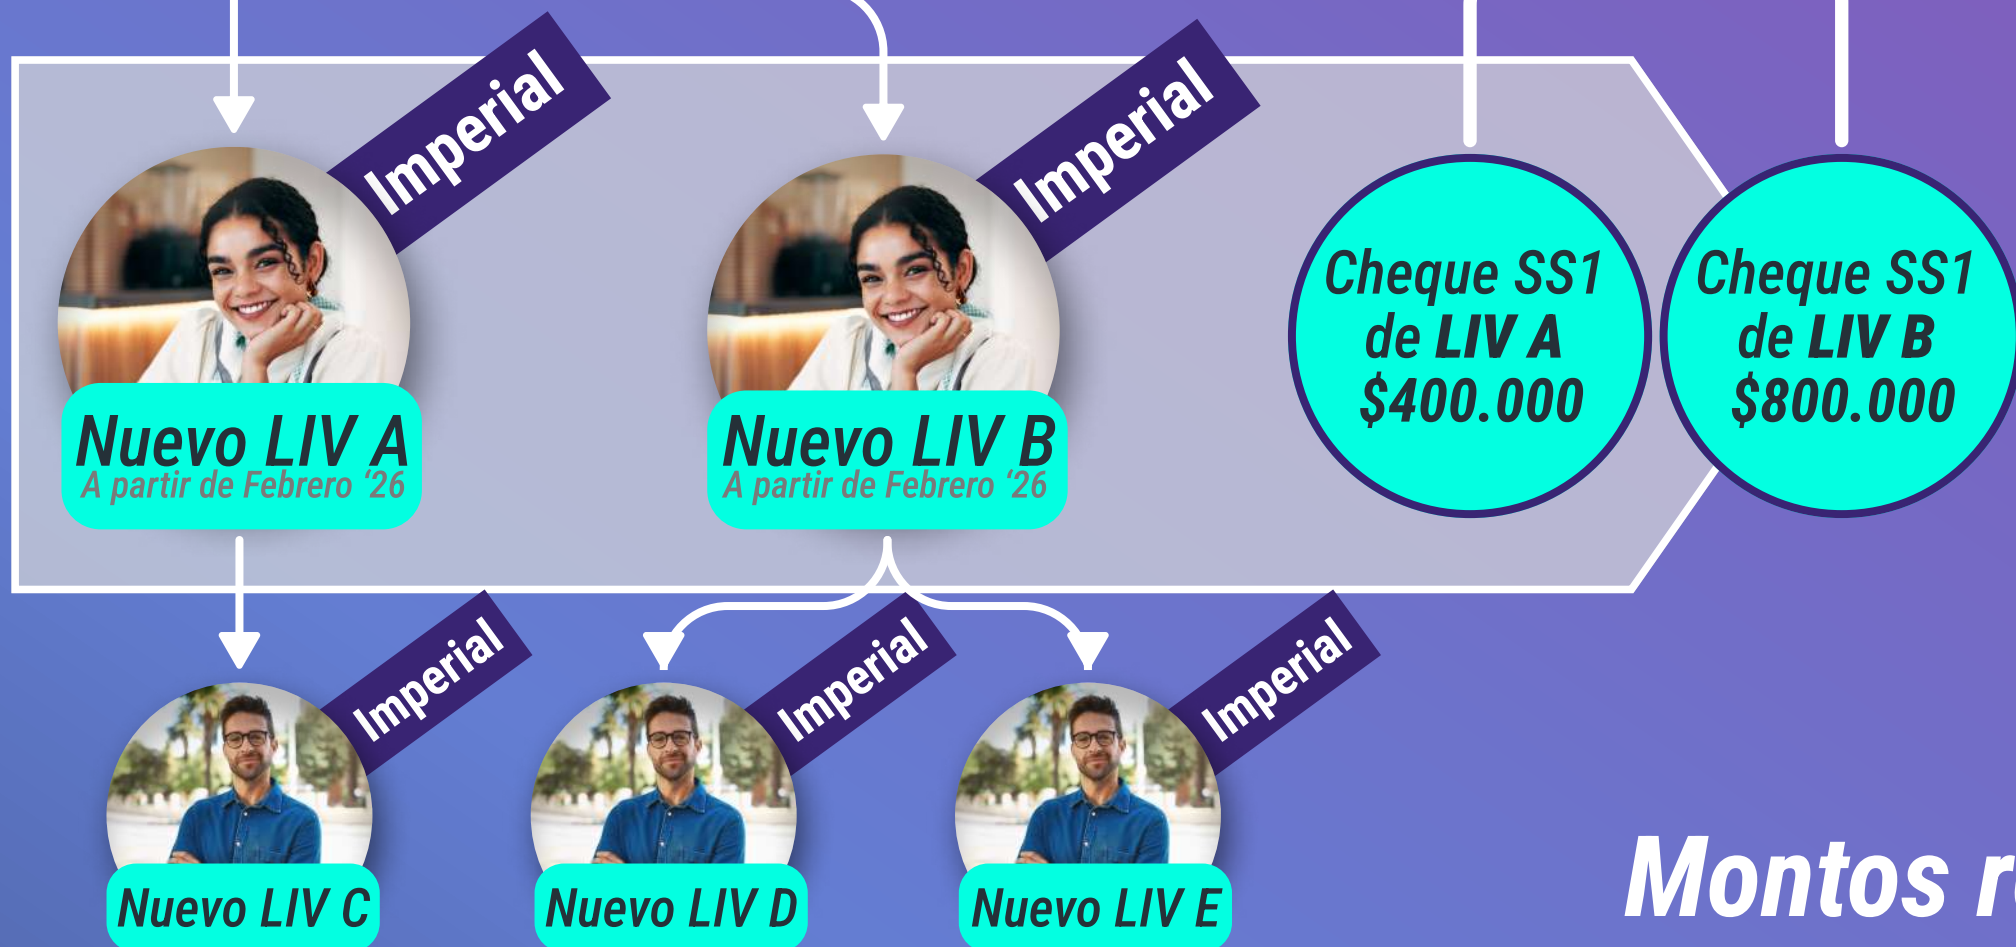 Imperial
Imperial
Cheque SS1
de LIV A
$400.000
Cheque SS1
de LIV B
$800.000
Nuevo LIV A
A partir de Febrero ‘26
Nuevo LIV B
A partir de Febrero ‘26
Imperial
Imperial
Imperial
Nuevo LIV C
Nuevo LIV D
Nuevo LIV E
Montos